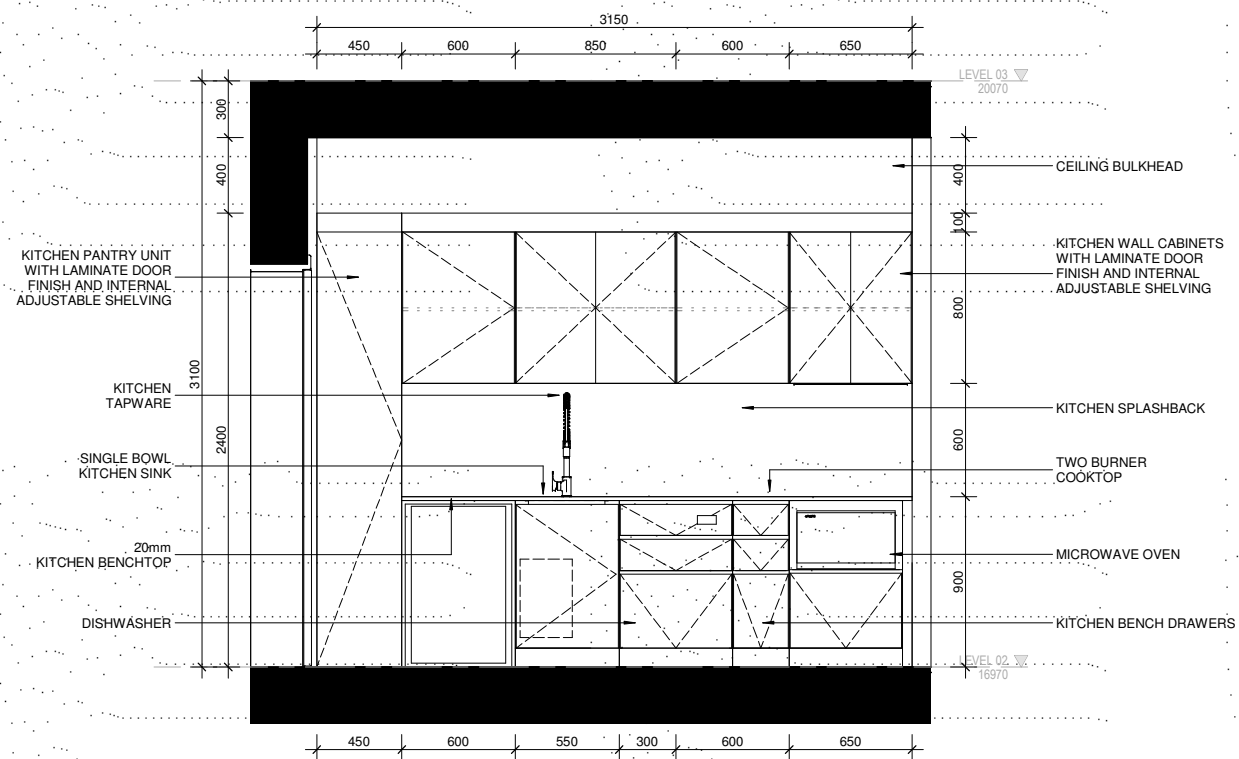 3150
450
600
850
600
650
LEVEL 03
20070
300
400
3100
2400
400
100
800
600
900
CEILING BULKHEAD
KITCHEN PANTRY UNIT
WITH LAMINATE DOOR
FINISH AND INTERNAL
ADJUSTABLE SHELVING
KITCHEN WALL CABINETS
WITH LAMINATE DOOR
FINISH AND INTERNAL
ADJUSTABLE SHELVING
KITCHEN
TAPWARE
KITCHEN SPLASHBACK
SINGLE BOWL
KITCHEN SINK
TWO BURNER
COOKTOP
20mm
KITCHEN BENCHTOP
MICROWAVE OVEN
DISHWASHER
KITCHEN BENCH DRAWERS
LEVEL 02
16970
450
600
550
300
600
650